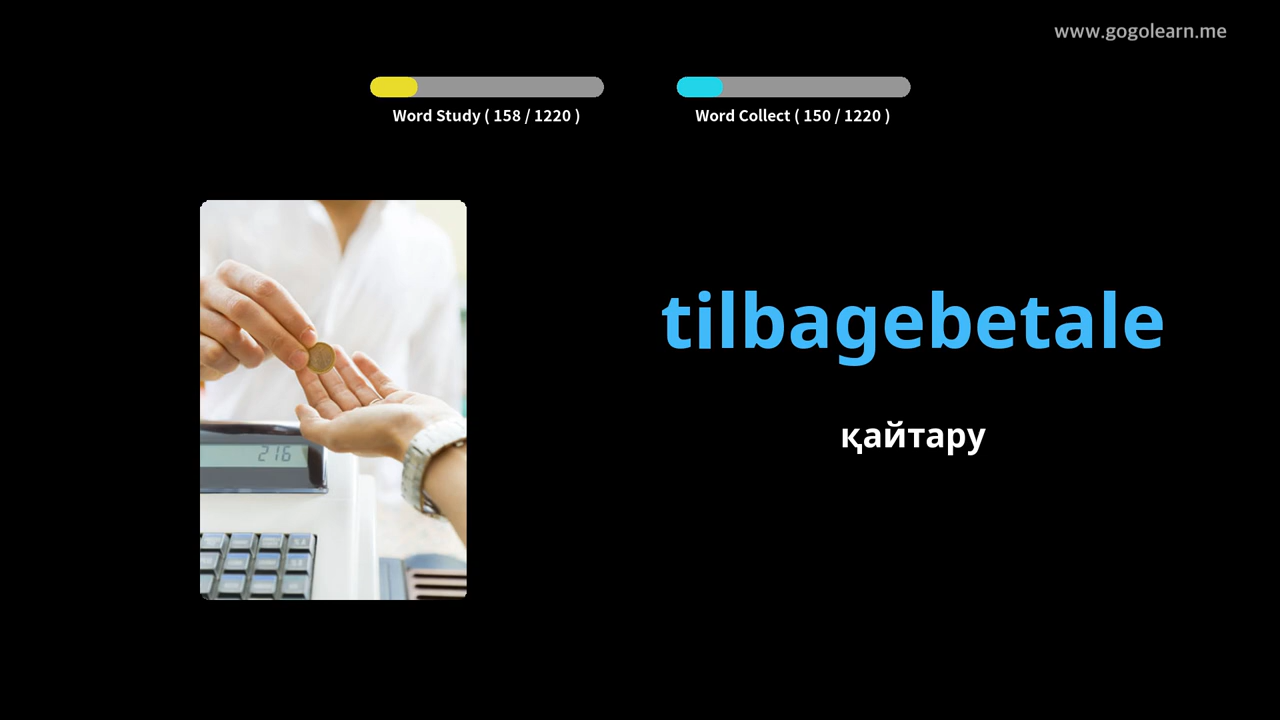 www.gogolearn.me
Word Study ( 158 / 1220 )
Word Collect ( 150 / 1220 )
tilbagebetale
қайтару
216